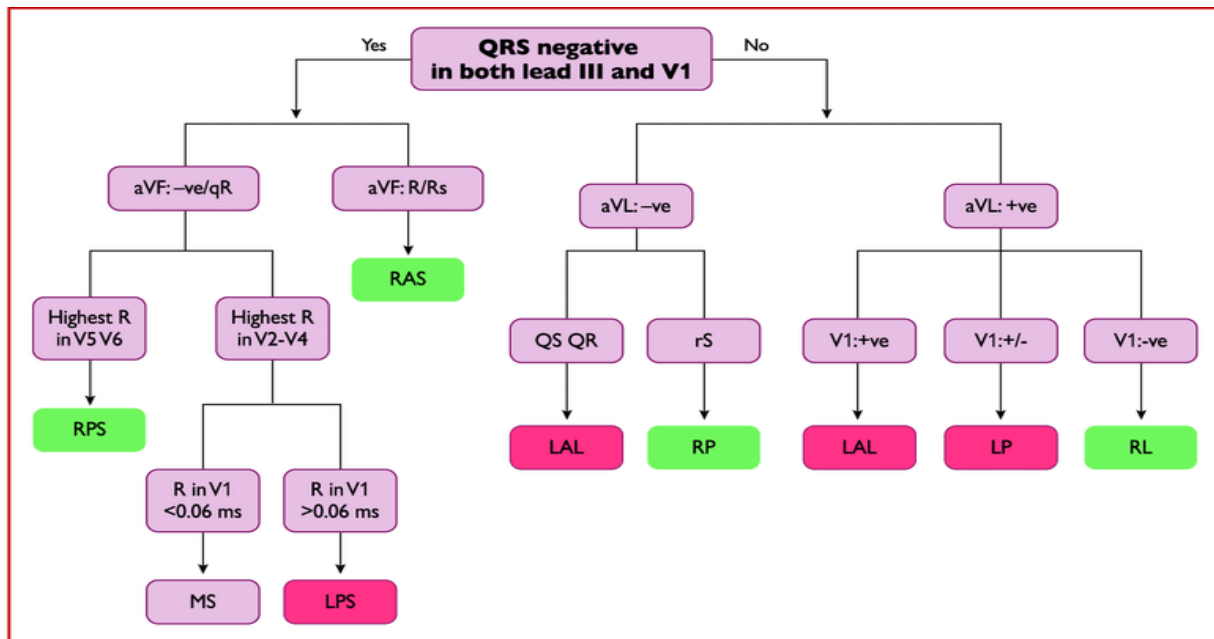 QRS negative
in both lead III and V1
Yes
No
aVF: –ve/qR
aVF: R/Rs
aVL: –ve
aVL: +ve
RAS
Highest R
in V5 V6
Highest R
in V2-V4
QS QR
rS
V1:+ve
V1:+/-
V1:-ve
RPS
LAL
RP
LAL
LP
RL
R in V1
<0.06 ms
R in V1
>0.06 ms
MS
LPS